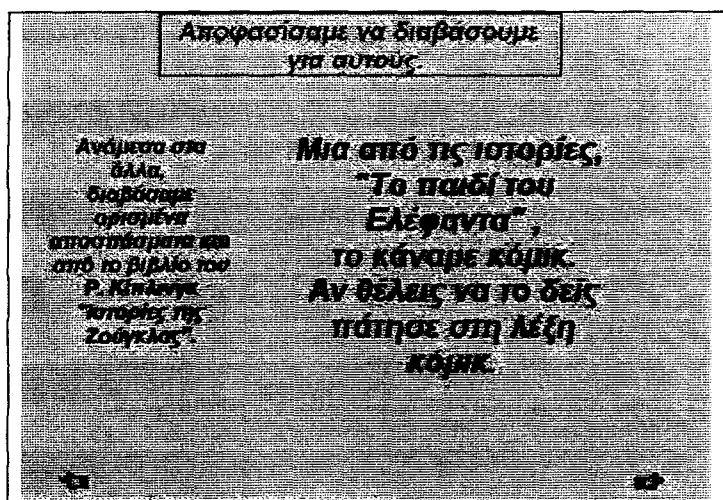 Αποφασίσαμε να διαβάσουμε
για αυτούς.
Ανάμεσα στα
άλλα,
διαβάσαμε
ορισμένα
αποσπάσματα και
από το βιβλίο του
Ρ. Κίπλινγκ
"Ιστορίες της
Ζούγκλας".
Μια από τις ιστορίες,
"Το παιδί του
Ελέφαντα" ,
το κάναμε κόμικ.
Αν θέλεις να το δεις
πάτησε στη λέξη
κόμικ.